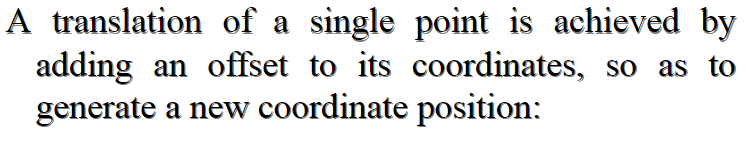 A translation of a single point is achieved by
adding an offset to its coordinates, so as to
generate a new coordinate position: